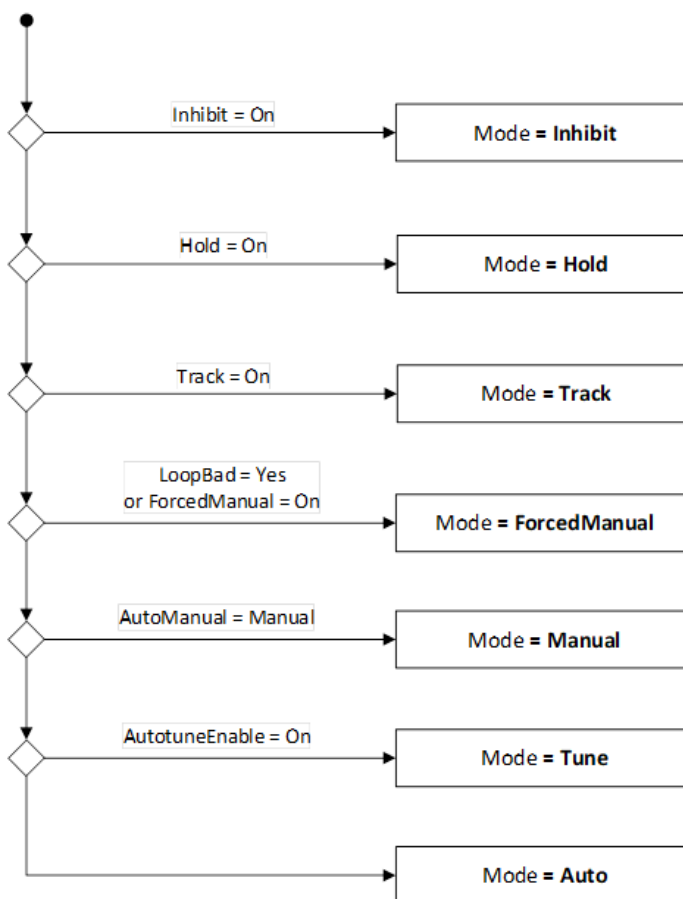 Inhibit = On
Mode = Inhibit
Hold = On
Mode = Hold
Track = On
Mode = Track
LoopBad = Yes
or ForcedManual = On
Mode = ForcedManual
AutoManual = Manual
Mode = Manual
AutotuneEnable = On
Mode = Tune
Mode = Auto